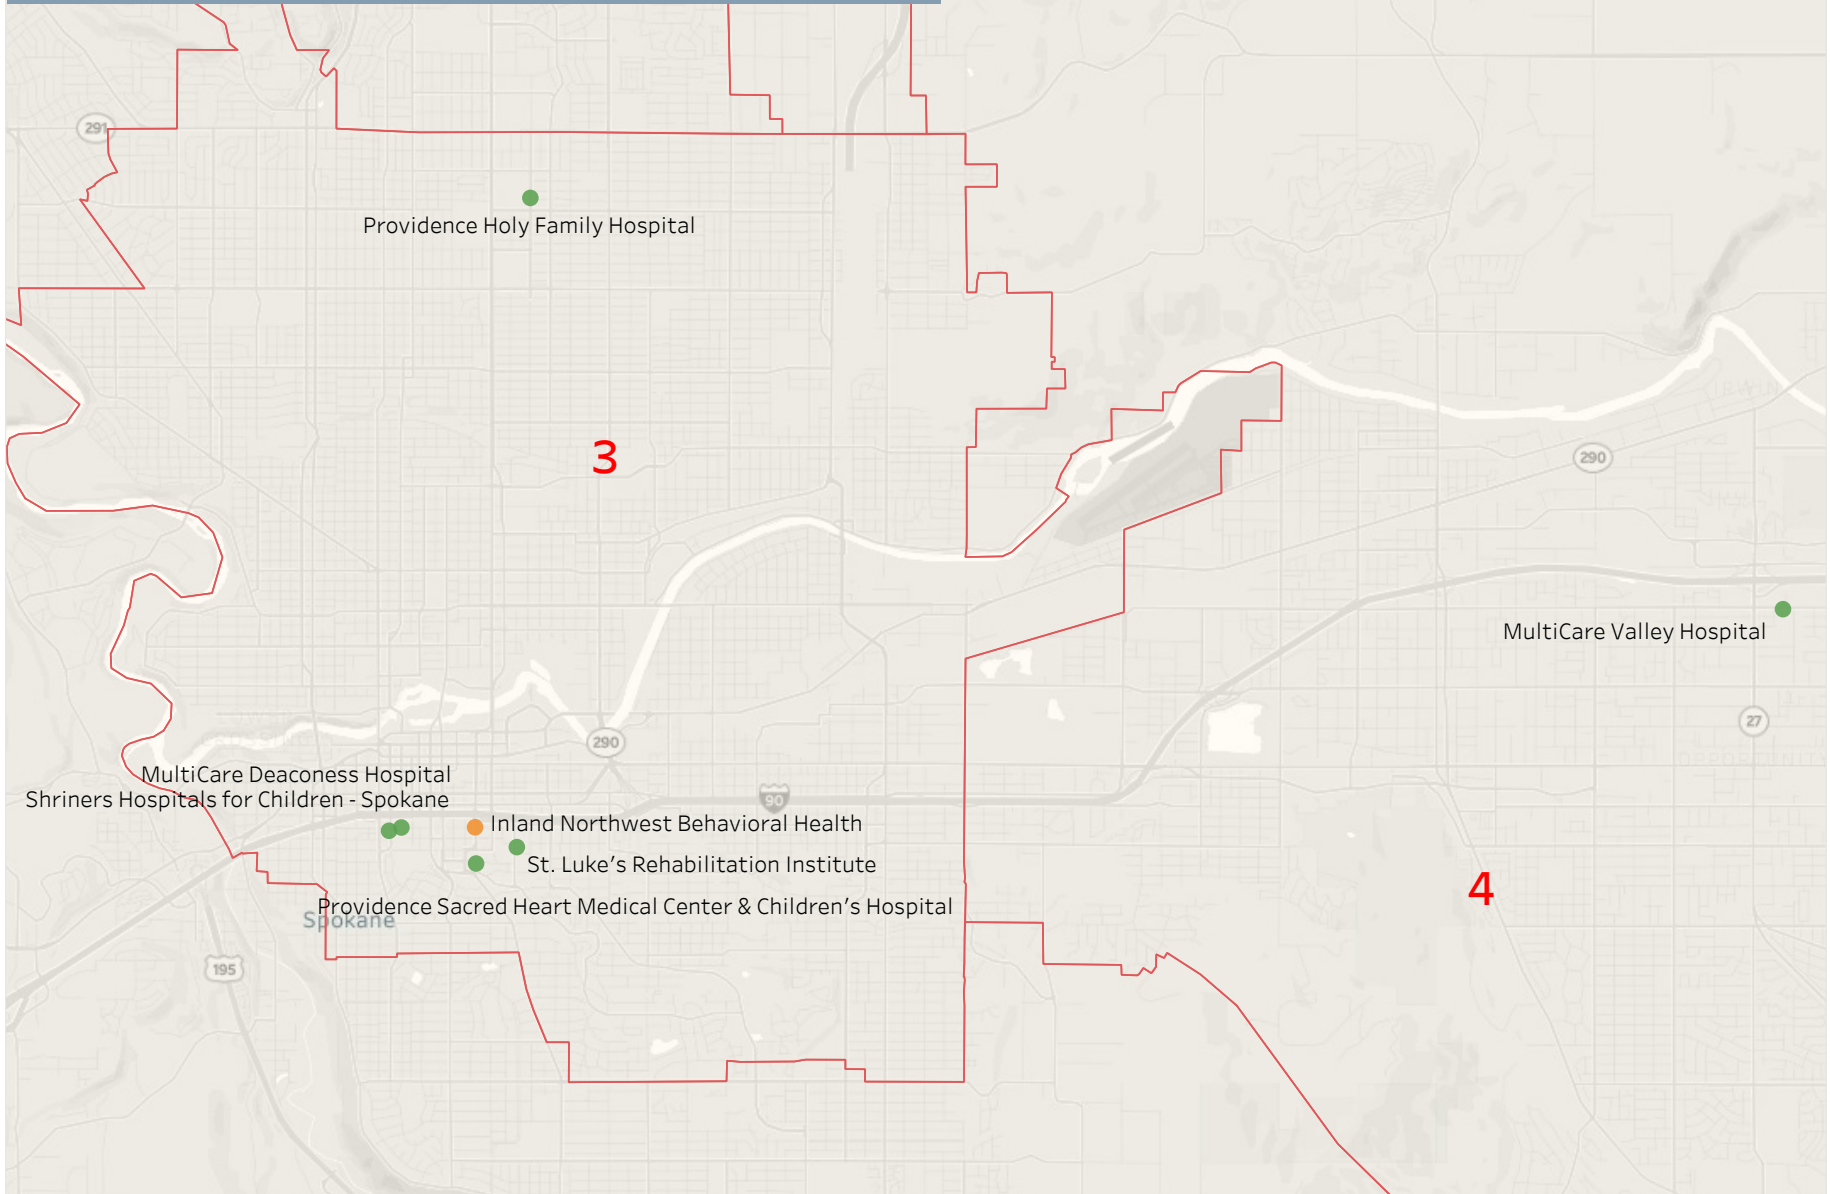 291
Providence Holy Family Hospital
3
290
MultiCare Valley Hospital
27
290
MultiCare Deaconess Hospital
Shriners Hospitals for Children - Spokane
90
Inland Northwest Behavioral Health
St. Luke's Rehabilitation Institute
4
Providence Sacred Heart Medical Center & Children's Hospital
Spokane
195